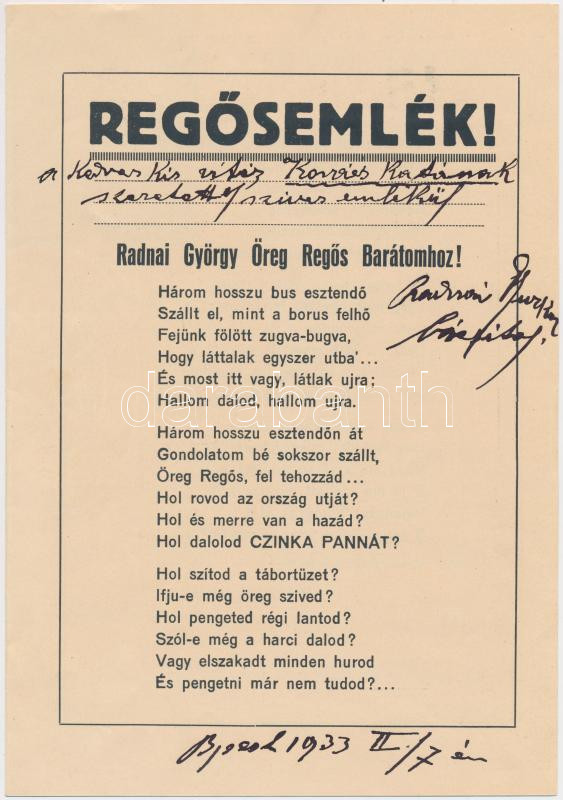 REGŐSEMLÉK!
a Kedves Kis vitéz Kovács Katónak
szeretettel szives emlékül
Radnai György Öreg Regős Barátomhoz!
Három hosszu bus esztendő
Szállt el, mint a borus felhő
Fejünk fölött zugva-bugva,
Hogy láttalak egyszer utba'...
És most itt vagy, látlak ujra;
Hallom dalod, hallom ujra.
Radnai
darabanth
Három hosszu esztendőn át
Gondolatom bé sokszor szállt,
Öreg Regős, fel tehozzád...
Hol rovod az ország utját?
Hol és merre van a hazád?
Hol dalolod CZINKA PANNÁT?
Hol szítod a tábortüzet?
Ifju-e még öreg szived?
Hol pengeted régi lantod?
Szól-e még a harci dalod?
Vagy elszakadt minden hurod
És pengetni már nem tudod?...
1933 II./7 én